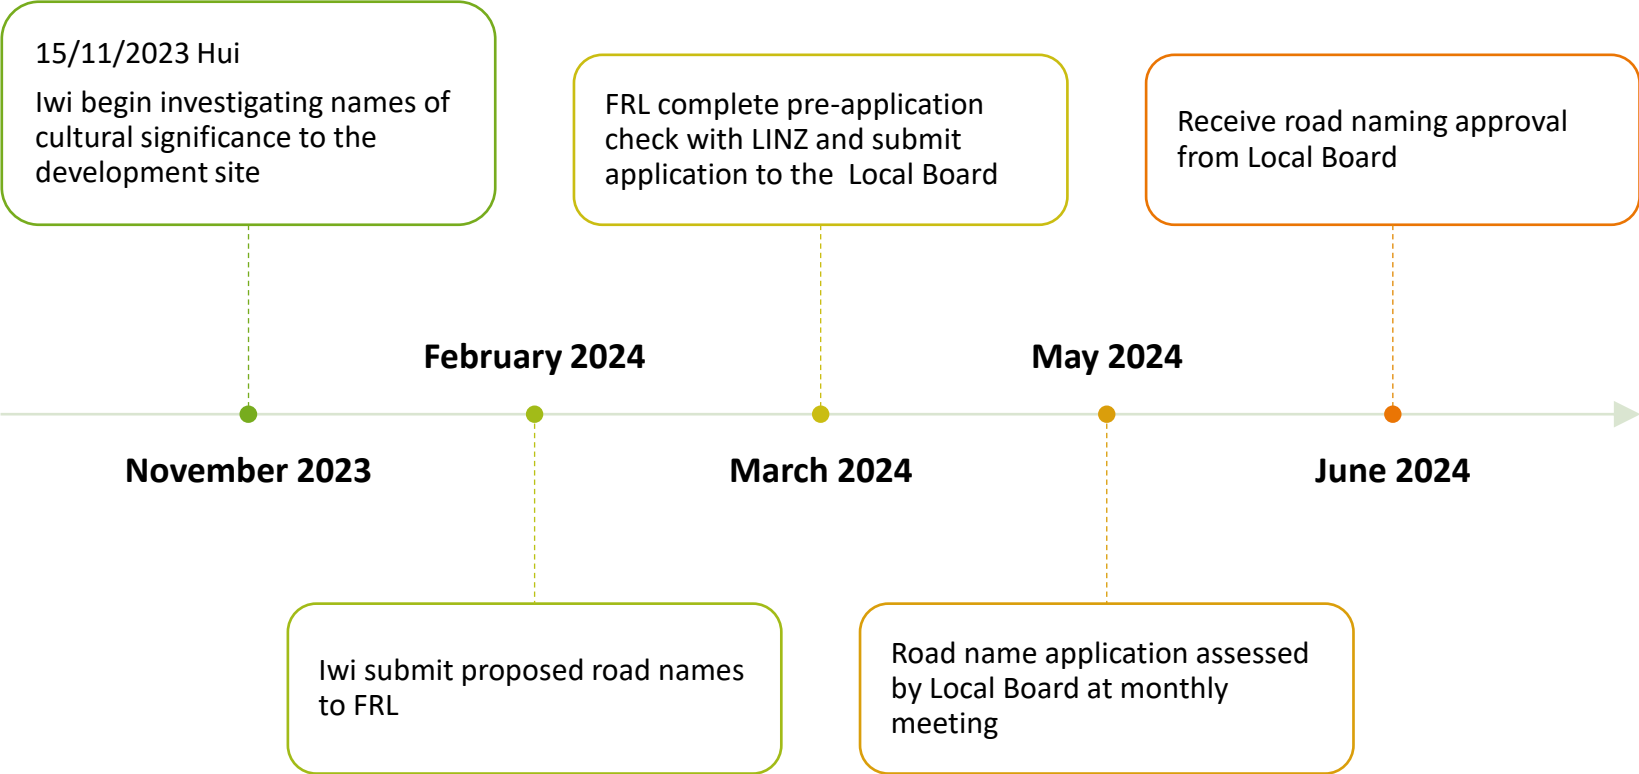 15/11/2023 Hui
Iwi begin investigating names of
cultural significance to the
development site
FRL complete pre-application
check with LINZ and submit
application to the  Local Board
Receive road naming approval
from Local Board
February 2024
May 2024
November 2023
March 2024
June 2024
Iwi submit proposed road names
to FRL
Road name application assessed
by Local Board at monthly
meeting